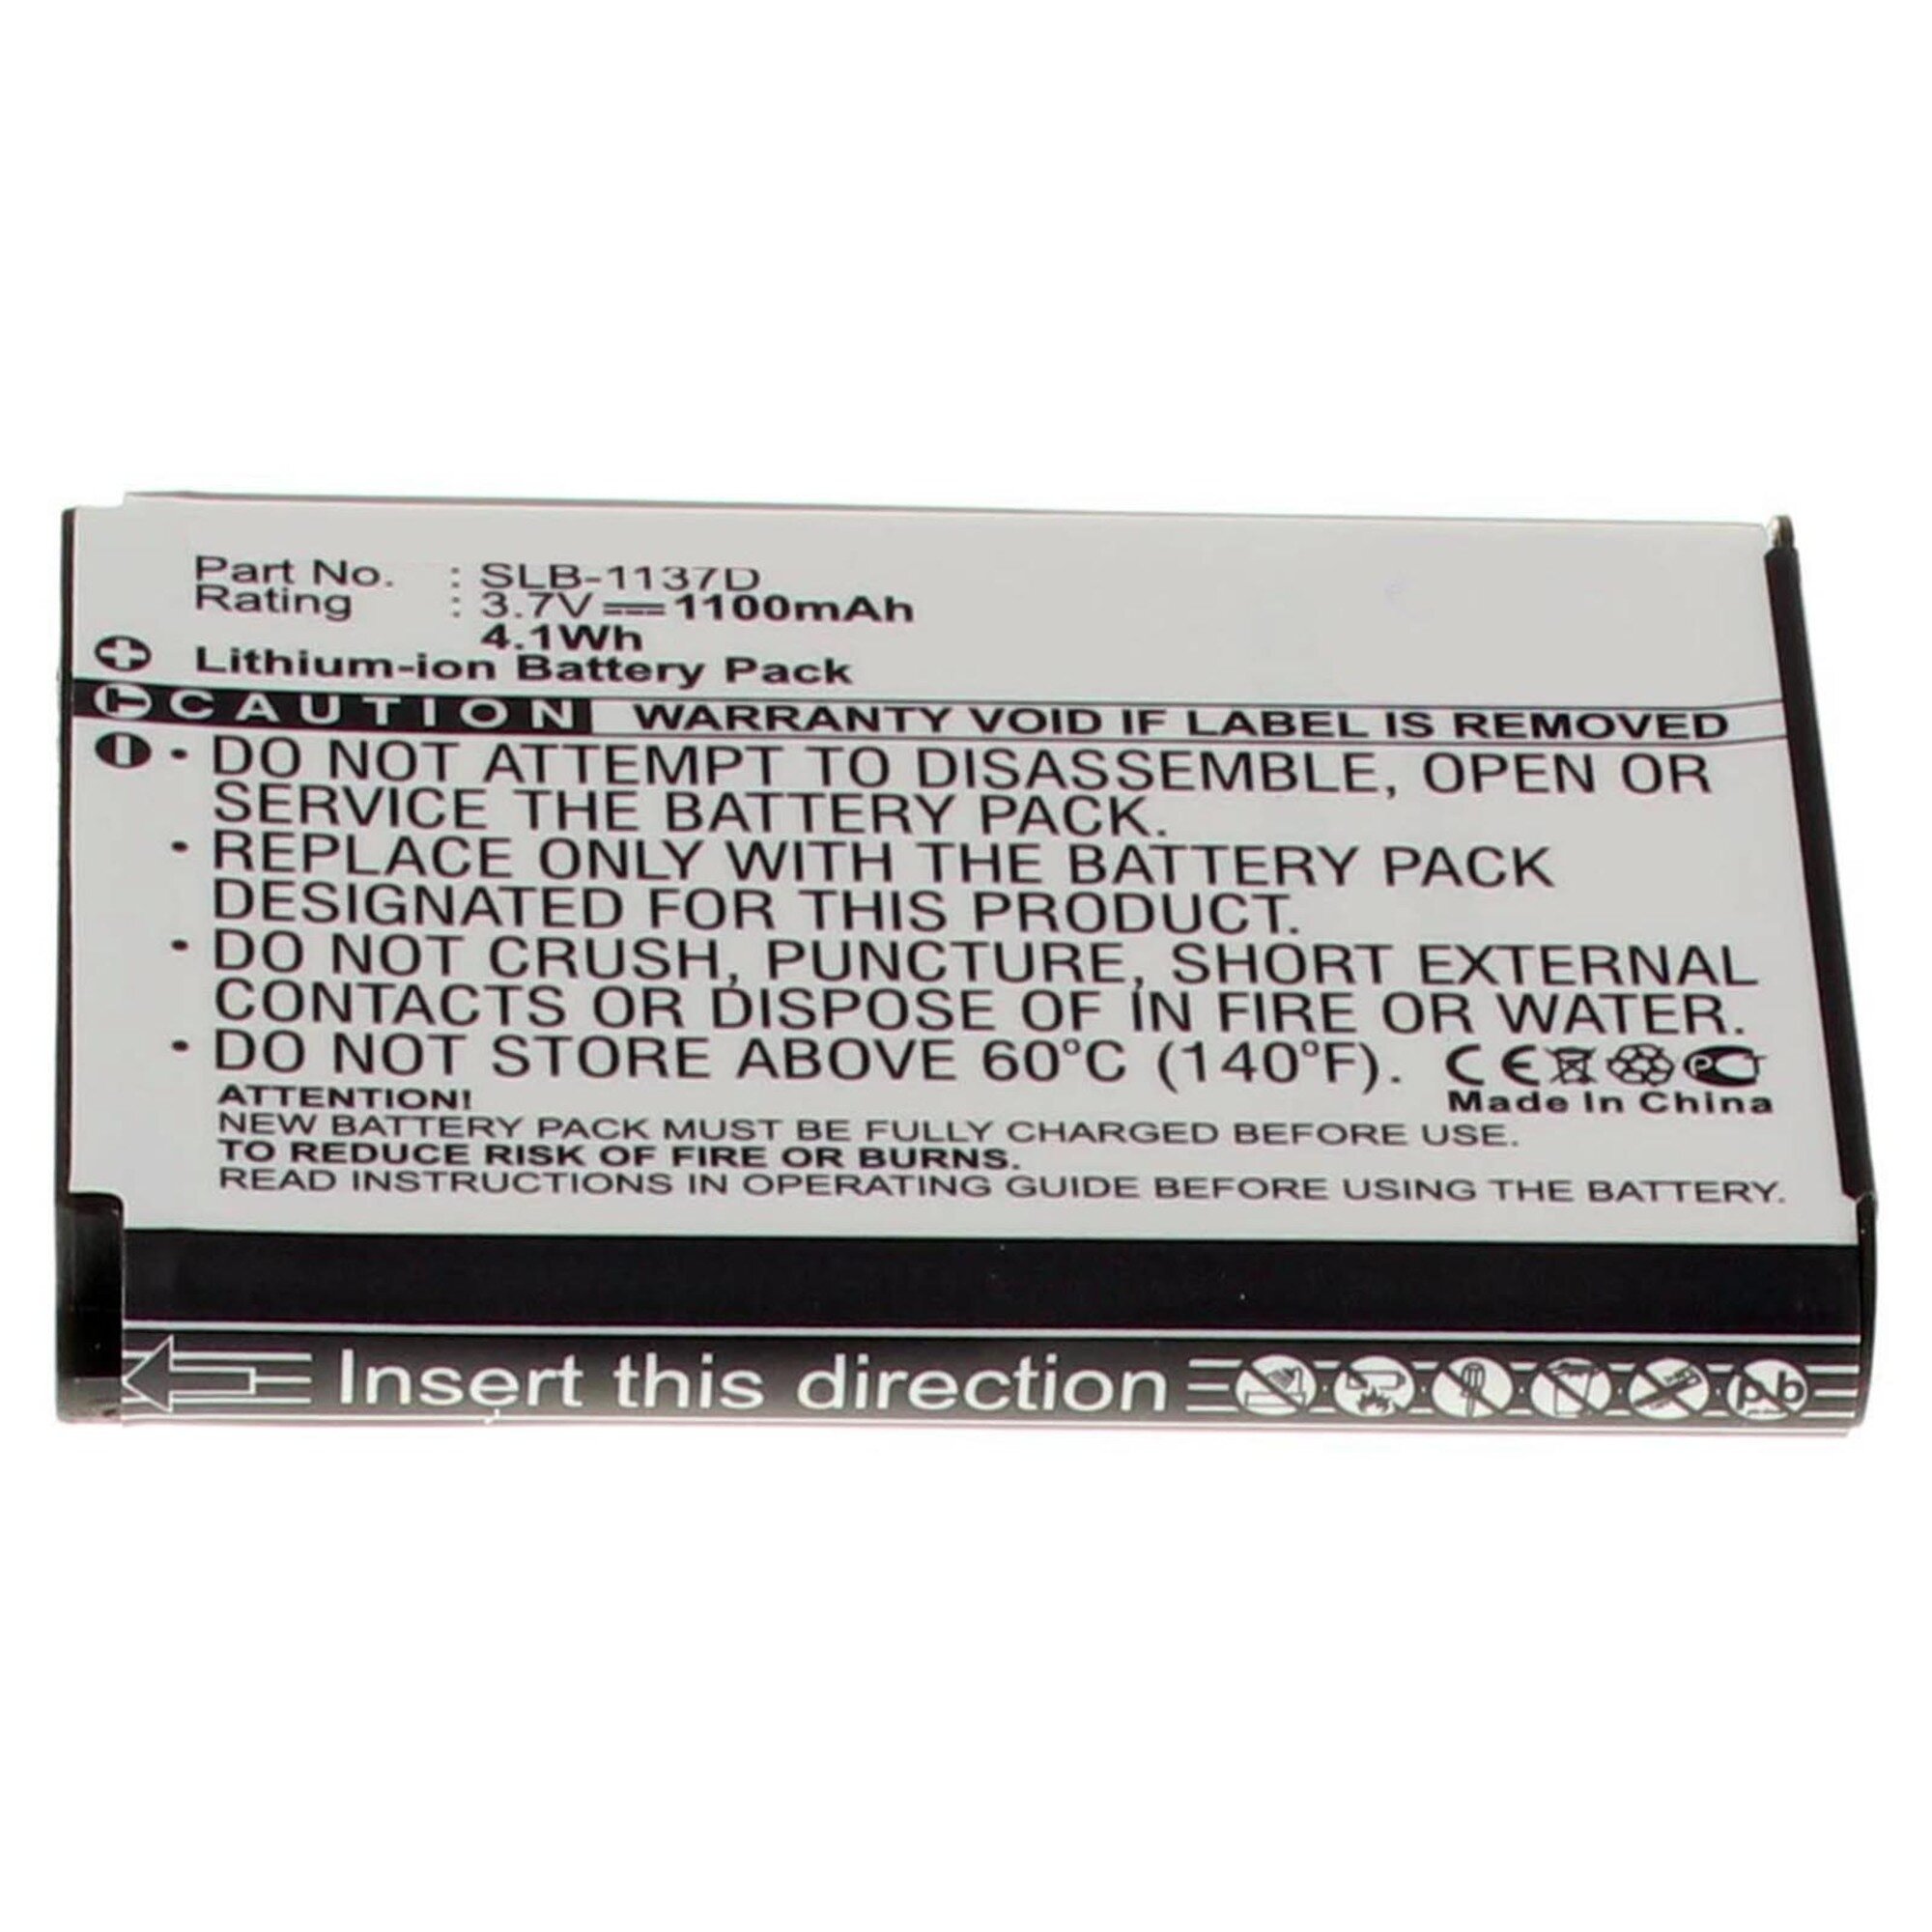 Part No. : SLB-1137D
Rating : 3.7V 1100mAh
4.1Wh
Lithium-ion Battery Pack
CAUTION WARRANTY VOID IF LABEL IS REMOVED
• DO NOT ATTEMPT TO DISASSEMBLE, OPEN OR
SERVICE THE BATTERY PACK.
• REPLACE ONLY WITH THE BATTERY PACK
DESIGNATED FOR THIS PRODUCT.
• DO NOT CRUSH, PUNCTURE, SHORT EXTERNAL
CONTACTS OR DISPOSE OF IN FIRE OR WATER.
• DO NOT STORE ABOVE 60°C (140°F). CE
Made In China
ATTENTION!
NEW BATTERY PACK MUST BE FULLY CHARGED BEFORE USE.
TO REDUCE RISK OF FIRE OR BURNS.
READ INSTRUCTIONS IN OPERATING GUIDE BEFORE USING THE BATTERY.
Insert this direction pb